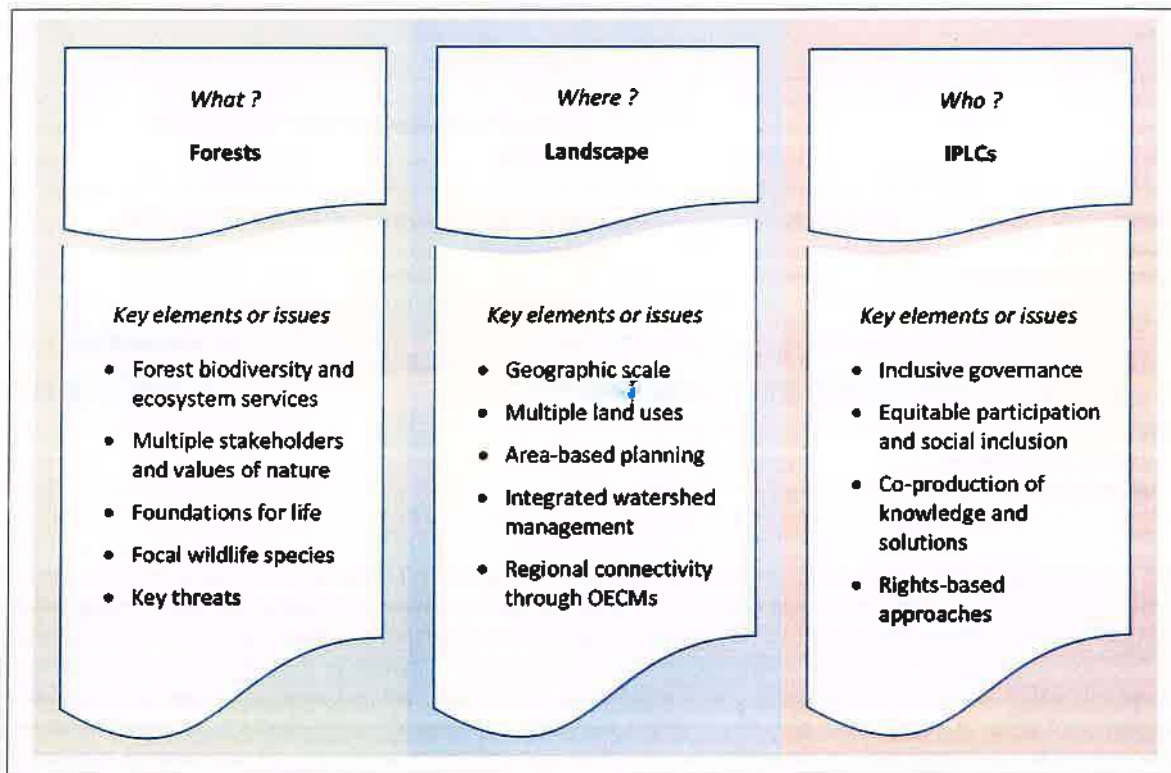 What ?
Forests
Key elements or issues
• Forest biodiversity and
ecosystem services
• Multiple stakeholders
and values of nature
• Foundations for life
• Focal wildlife species
• Key threats
Where ?
Landscape
Key elements or issues
• Geographic scale
• Multiple land uses
• Area-based planning
• Integrated watershed
management
• Regional connectivity
through OECMs
Who ?
IPLCs
Key elements or issues
• Inclusive governance
• Equitable participation
and social inclusion
• Co-production of
knowledge and
solutions
• Rights-based
approaches